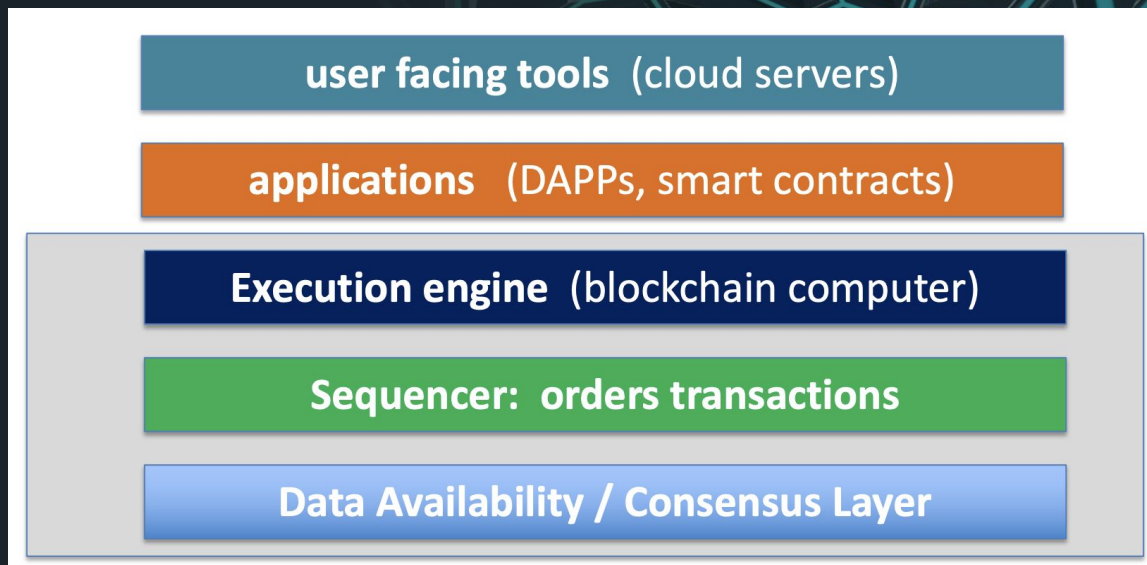 user facing tools (cloud servers)
applications (DAPPs, smart contracts)
Execution engine (blockchain computer)
Sequencer: orders transactions
Data Availability / Consensus Layer